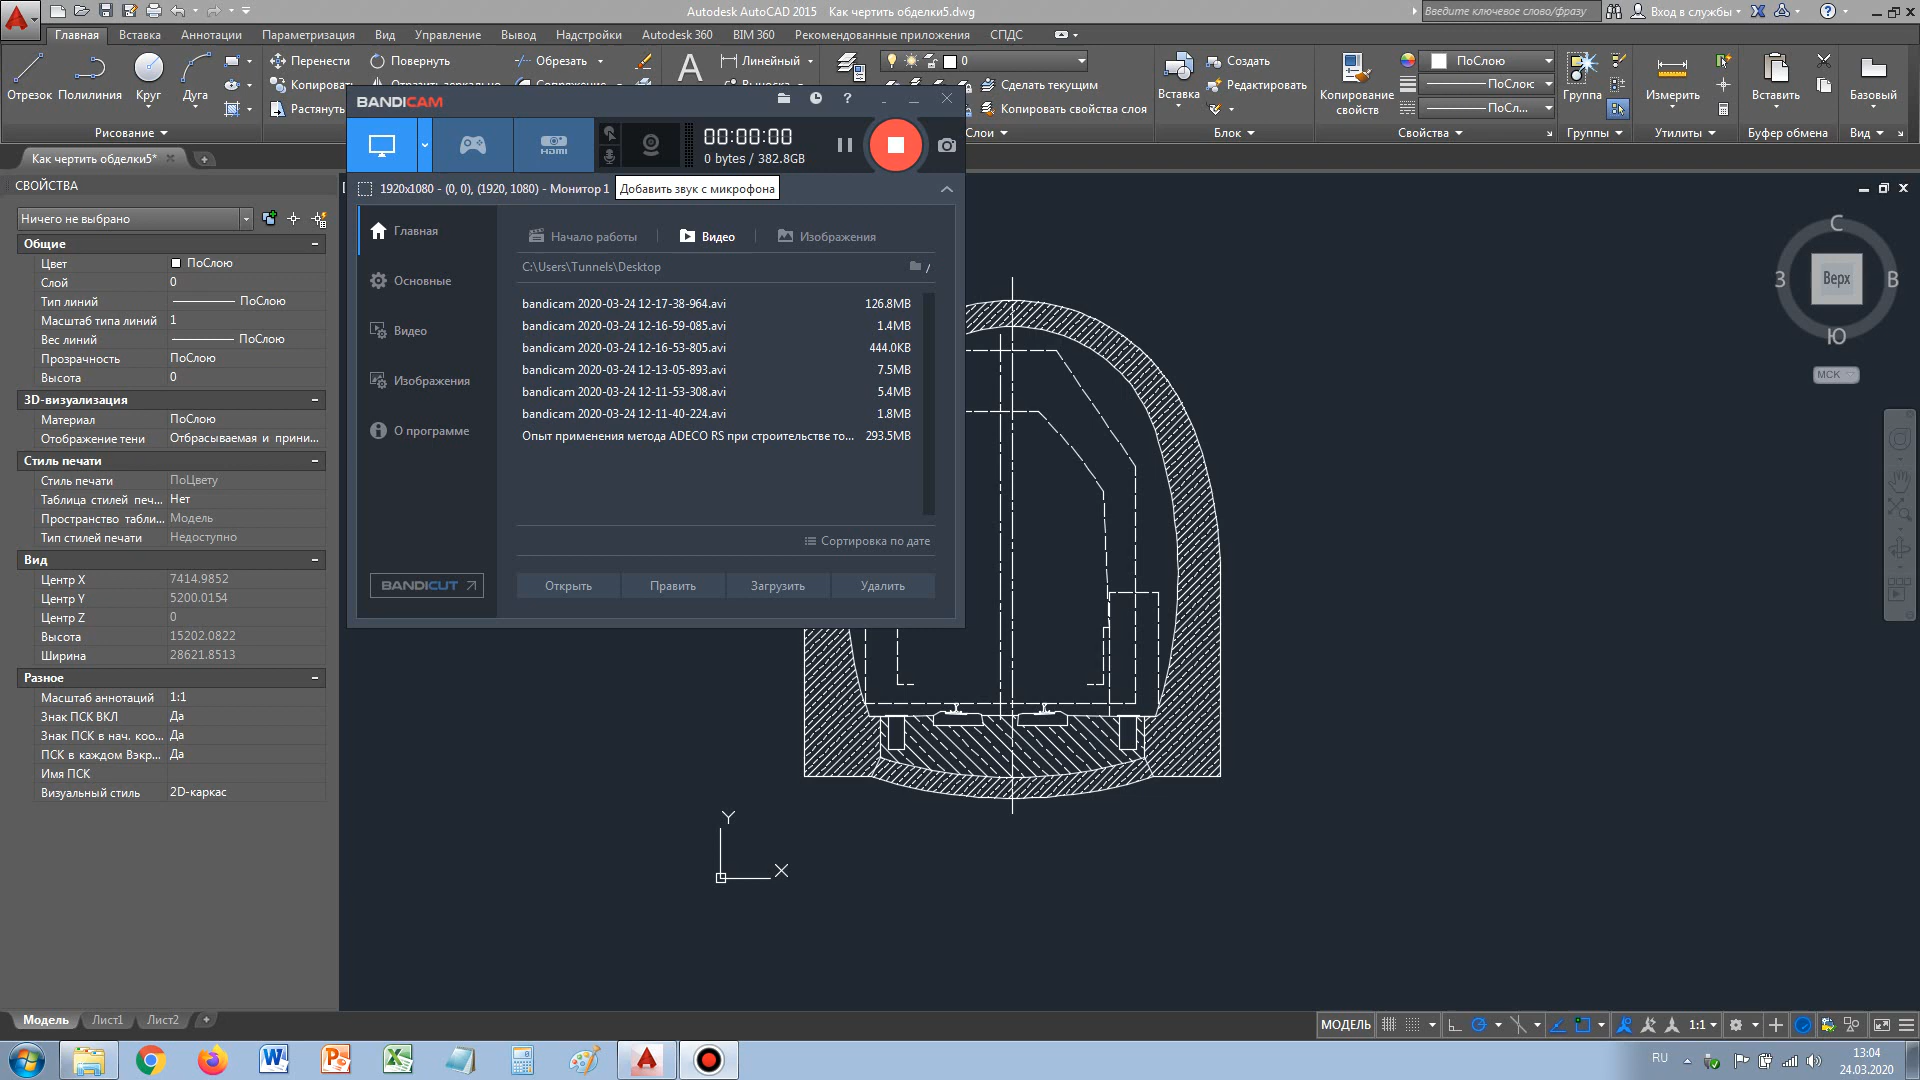 Autodesk AutoCAD 2015 Как чертить обделки5.dwg
Введите ключевое слово/фразу
Вход в службы
Главная Вставка Аннотации Параметризация Вид Управление Вывод Надстройки Autodesk 360 BIM 360 Рекомендованные приложения СПДС
Отрезок Полилиния Круг Дуга
Рисование
Перенести Повернуть Обрезать
Копировать
Растянуть
A
Линейный
0
Сделать текущим
Копировать свойства слоя
Слои
Вставка
Создать
Редактировать
Блок
Копирование свойств
ПоСлою
ПоСлою
ПоСл...
Свойства
Группа
Группы
Измерить
Утилиты
Вставить
Буфер обмена
Базовый
Вид
Как чертить обделки5*
СВОЙСТВА
Ничего не выбрано
Общие
Цвет ПоСлою
Слой 0
Тип линий ПоСлою
Масштаб типа линий 1
Вес линий ПоСлою
Прозрачность ПоСлою
Высота 0
3D-визуализация
Материал ПоСлою
Отображение тени Отбрасываемая и прини...
Стиль печати
Стиль печати ПоЦвету
Таблица стилей печ... Нет
Пространство табли... Модель
Тип стилей печати Недоступно
Вид
Центр X 7414.9852
Центр Y 5200.0154
Центр Z 0
Высота 15202.0822
Ширина 28621.8513
Разное
Масштаб аннотаций 1:1
Знак ПСК ВКЛ Да
Знак ПСК в нач. коо... Да
ПСК в каждом Вэкр... Да
Имя ПСК
Визуальный стиль 2D-каркас
BANDICAM
?
HDMI
00:00:00
0 bytes / 382.8GB
1920x1080 - (0, 0), (1920, 1080) - Монитор 1
Добавить звук с микрофона
Главная
Основные
Видео
Изображения
О программе
BANDICUT
Начало работы Видео Изображения
C:\Users\Tunnels\Desktop
bandicam 2020-03-24 12-17-38-964.avi 126.8MB
bandicam 2020-03-24 12-16-59-085.avi 1.4MB
bandicam 2020-03-24 12-16-53-805.avi 444.0KB
bandicam 2020-03-24 12-13-05-893.avi 7.5MB
bandicam 2020-03-24 12-11-53-308.avi 5.4MB
bandicam 2020-03-24 12-11-40-224.avi 1.8MB
Опыт применения метода ADECO RS при строительстве то... 293.5MB
Сортировка по дате
Открыть Править Загрузить Удалить
С
З Верх В
Ю
МСК
Y
X
Модель Лист1 Лист2
МОДЕЛЬ
1:1
RU
13:04
24.03.2020